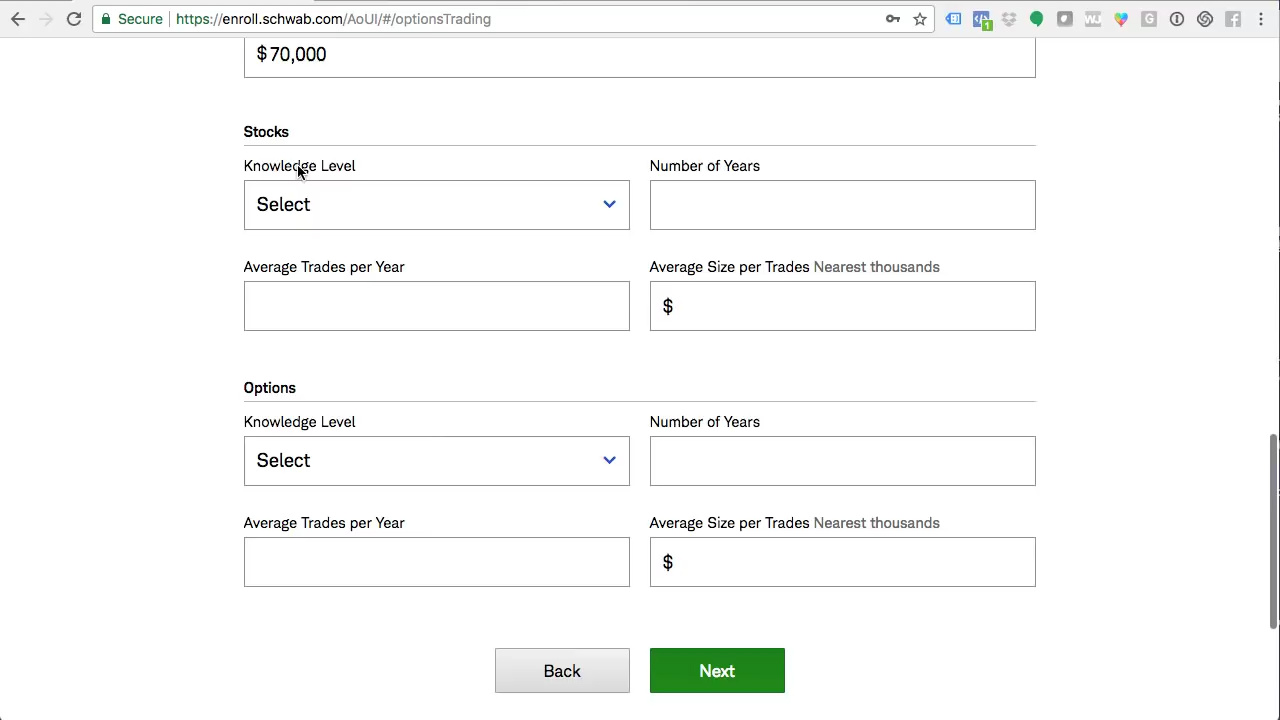 Secure https://enroll.schwab.com/AoUI/#/optionsTrading
1
WJ
G
$70,000
Stocks
Knowledge Level Number of Years
Select
Average Trades per Year Average Size per Trades Nearest thousands
$
Options
Knowledge Level Number of Years
Select
Average Trades per Year Average Size per Trades Nearest thousands
$
Back Next